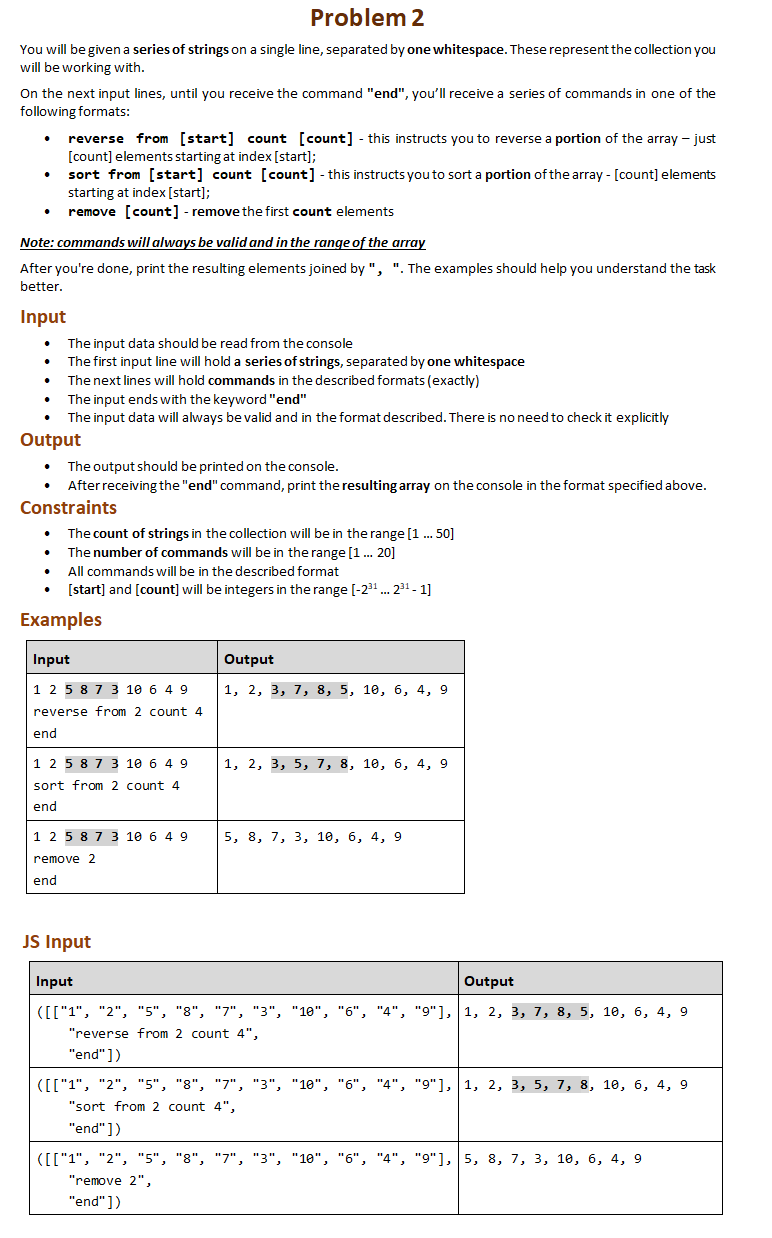 Problem 2
You will be given a series of strings on a single line, separated by one whitespace. These represent the collection you
will be working with.
On the next input lines, until you receive the command "end", you'll receive a series of commands in one of the
following formats:
• reverse from [start] count [count] - this instructs you to reverse a portion of the array – just
[count] elements starting at index [start];
• sort from [start] count [count] - this instructs you to sort a portion of the array - [count] elements
starting at index [start];
• remove [count] - remove the first count elements
Note: commands will always be valid and in the range of the array
After you're done, print the resulting elements joined by ", ". The examples should help you understand the task
better.
Input
• The input data should be read from the console
• The first input line will hold a series of strings, separated by one whitespace
• The next lines will hold commands in the described formats (exactly)
• The input ends with the keyword "end"
• The input data will always be valid and in the format described. There is no need to check it explicitly
Output
• The output should be printed on the console.
• After receiving the "end" command, print the resulting array on the console in the format specified above.
Constraints
• The count of strings in the collection will be in the range [1 … 50]
• The number of commands will be in the range [1 … 20]
• All commands will be in the described format
• [start] and [count] will be integers in the range [-2³¹ … 2³¹ - 1]
Examples
Input Output
1 2 5 8 7 3 10 6 4 9 1, 2, 3, 7, 8, 5, 10, 6, 4, 9
reverse from 2 count 4
end
1 2 5 8 7 3 10 6 4 9 1, 2, 3, 5, 7, 8, 10, 6, 4, 9
sort from 2 count 4
end
1 2 5 8 7 3 10 6 4 9 5, 8, 7, 3, 10, 6, 4, 9
remove 2
end
JS Input
Input Output
([["1", "2", "5", "8", "7", "3", "10", "6", "4", "9"], 1, 2, 3, 7, 8, 5, 10, 6, 4, 9
"reverse from 2 count 4",
"end"])
([["1", "2", "5", "8", "7", "3", "10", "6", "4", "9"], 1, 2, 3, 5, 7, 8, 10, 6, 4, 9
"sort from 2 count 4",
"end"])
([["1", "2", "5", "8", "7", "3", "10", "6", "4", "9"], 5, 8, 7, 3, 10, 6, 4, 9
"remove 2",
"end"])